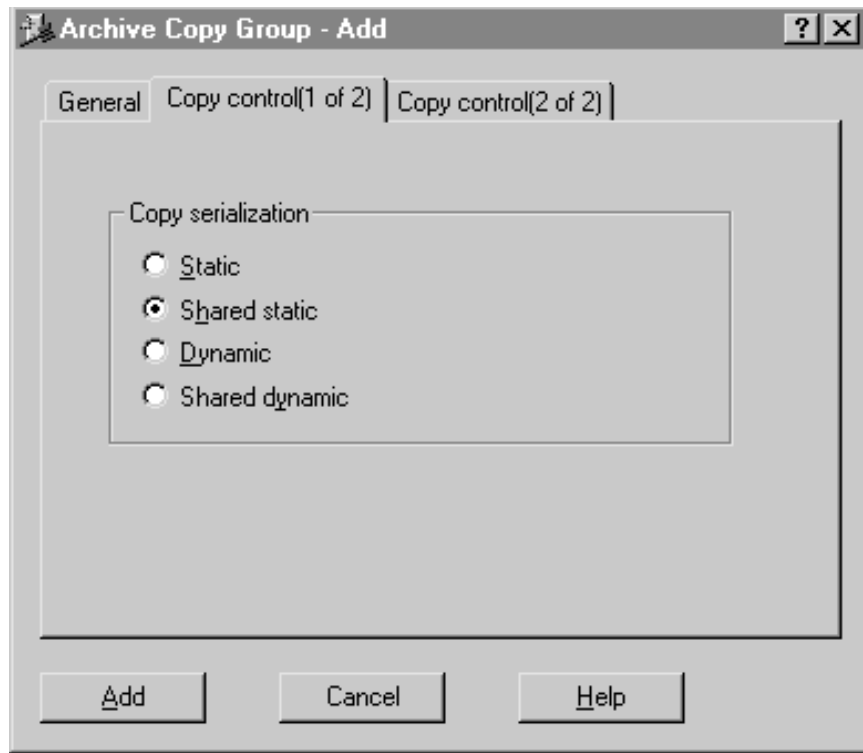 Archive Copy Group - Add
General Copy control(1 of 2) Copy control(2 of 2)
Copy serialization
Static
Shared static
Dynamic
Shared dynamic
Add Cancel Help